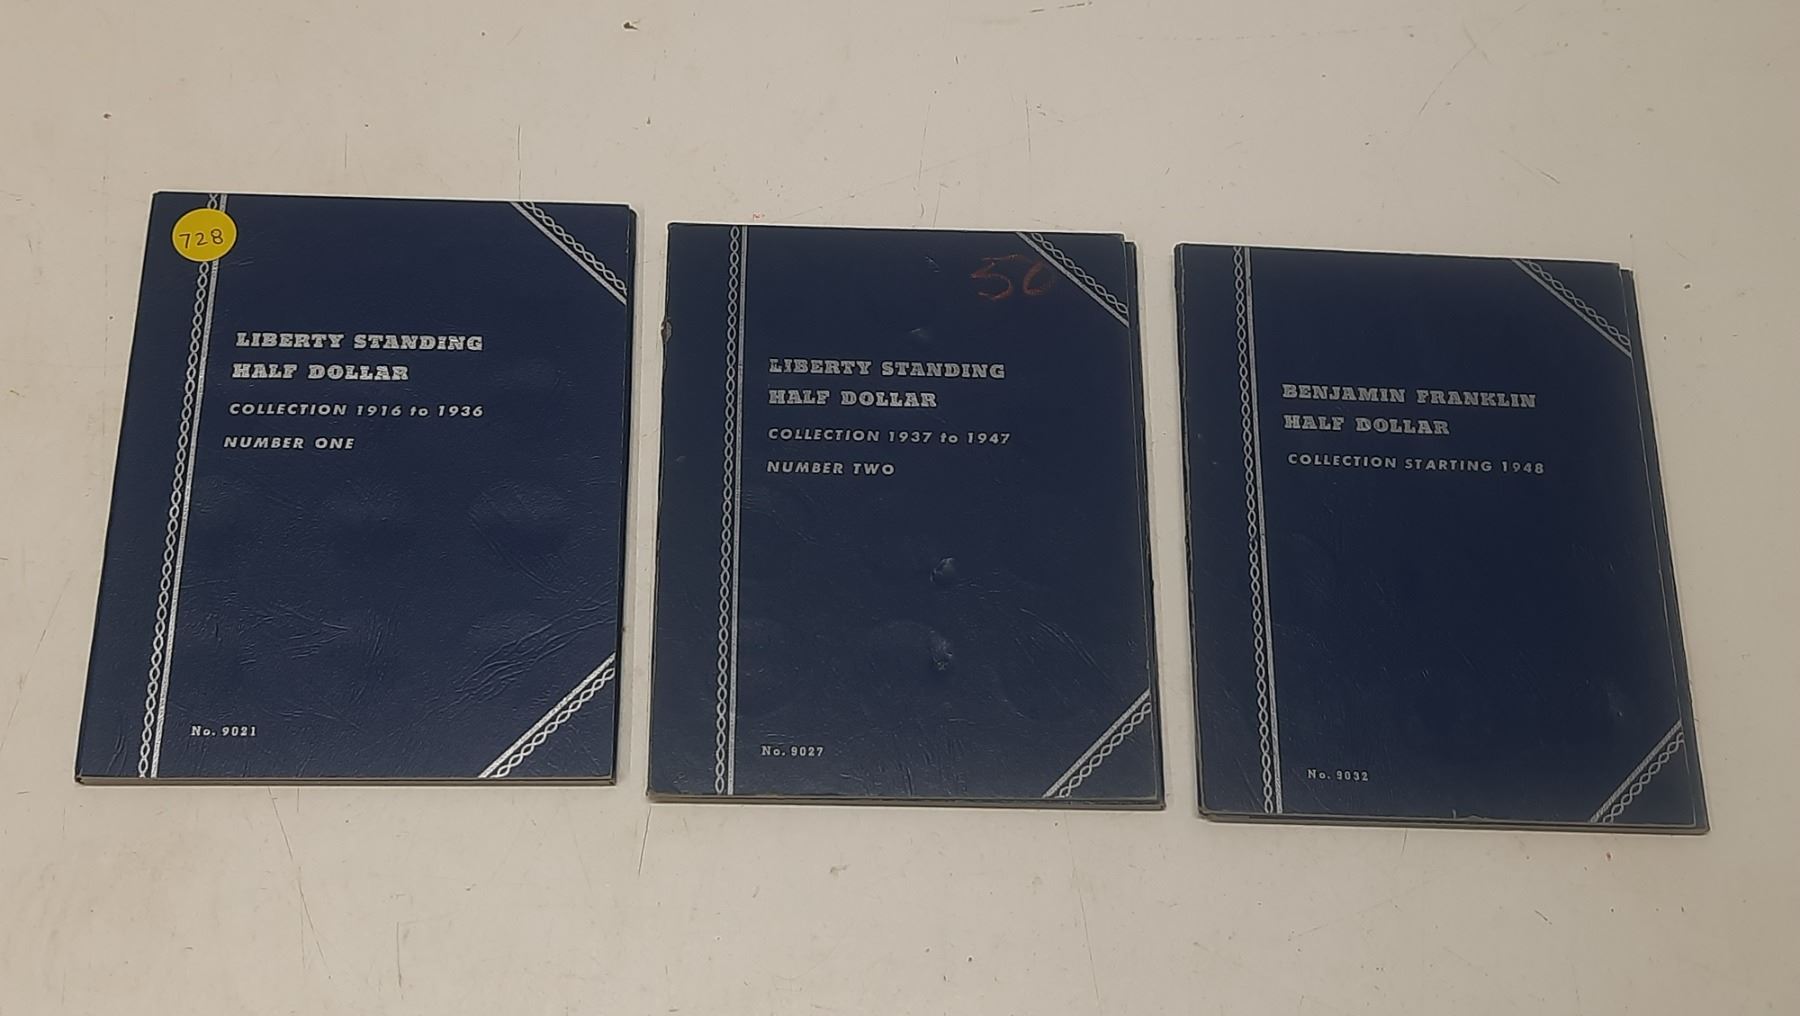 728
LIBERTY STANDING
HALF DOLLAR
COLLECTION 1916 to 1936
NUMBER ONE
No. 9021
50
LIBERTY STANDING
HALF DOLLAR
COLLECTION 1937 to 1947
NUMBER TWO
No. 9027
BENJAMIN FRANKLIN
HALF DOLLAR
COLLECTION STARTING 1948
No. 9032